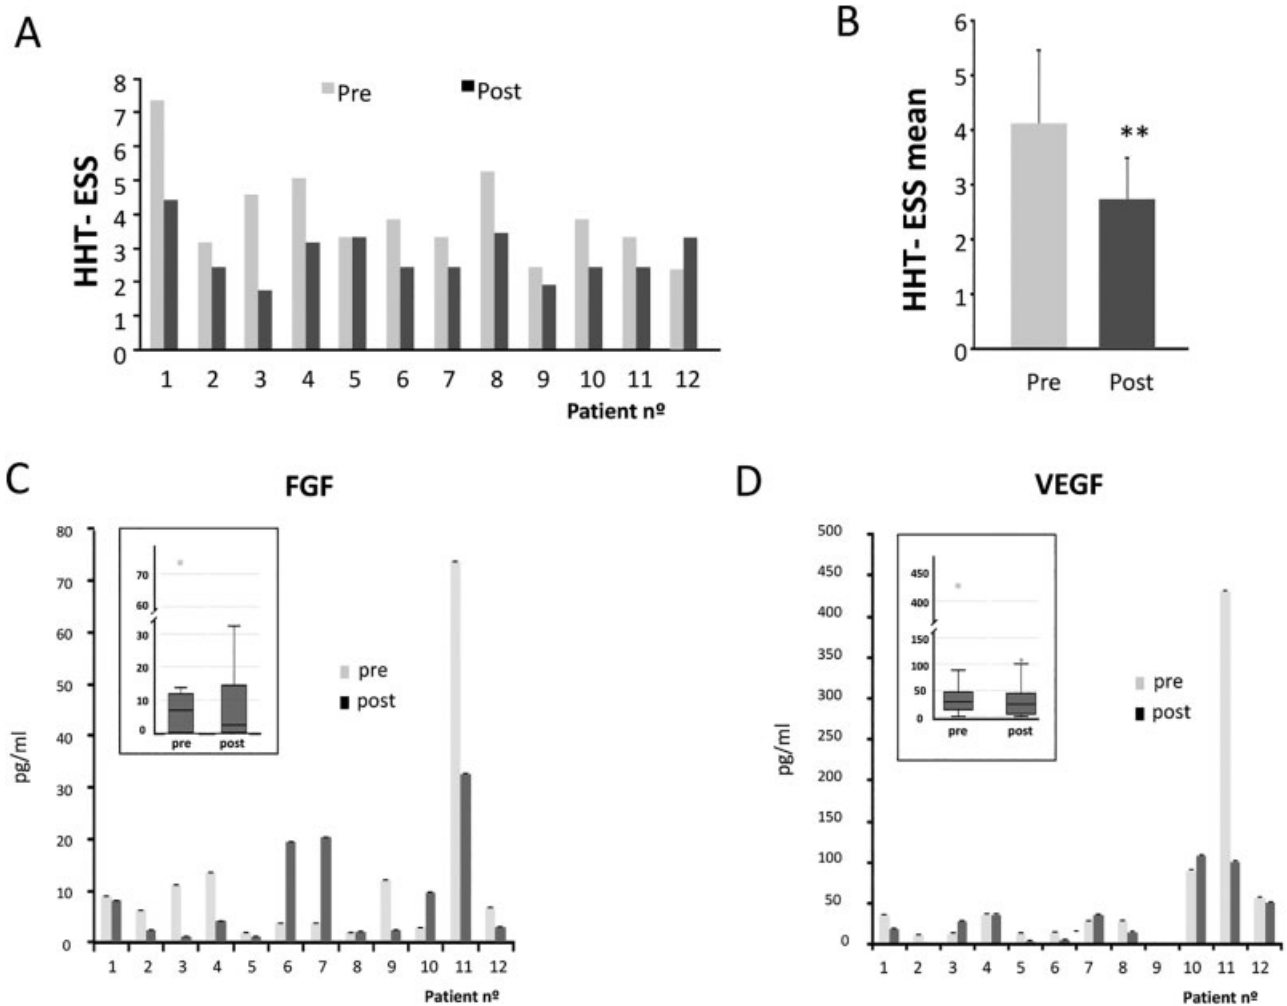 A
HHT- ESS
8
7
6
5
4
3
2
1
0
Pre
Post
1 2 3 4 5 6 7 8 9 10 11 12
Patient nº
B
HHT- ESS mean
6
5
4
3
2
1
0
**
Pre Post
C
FGF
pg/ml
80
70
60
50
40
30
20
10
0
70
60
30
20
10
0
pre post
pre
post
1 2 3 4 5 6 7 8 9 10 11 12
Patient nº
D
VEGF
pg/ml
500
450
400
350
300
250
200
150
100
50
0
450
400
150
100
50
0
pre post
pre
post
1 2 3 4 5 6 7 8 9 10 11 12
Patient nº